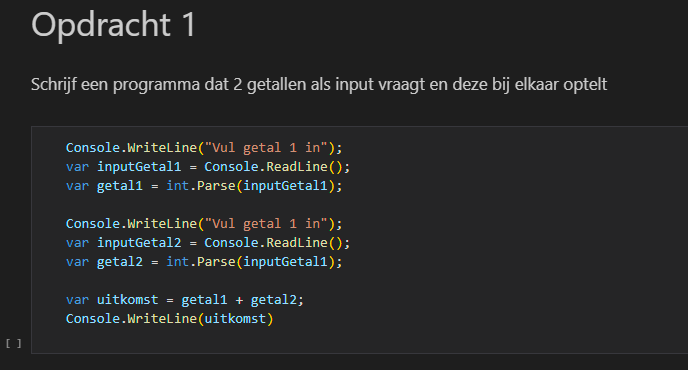 Opdracht 1
Schrijf een programma dat 2 getallen als input vraagt en deze bij elkaar optelt
Console.WriteLine("Vul getal 1 in");
var inputGetal1 = Console.ReadLine();
var getal1 = int.Parse(inputGetal1);
Console.WriteLine("Vul getal 1 in");
var inputGetal2 = Console.ReadLine();
var getal2 = int.Parse(inputGetal1);
var uitkomst = getal1 + getal2;
Console.WriteLine(uitkomst)
[ ]